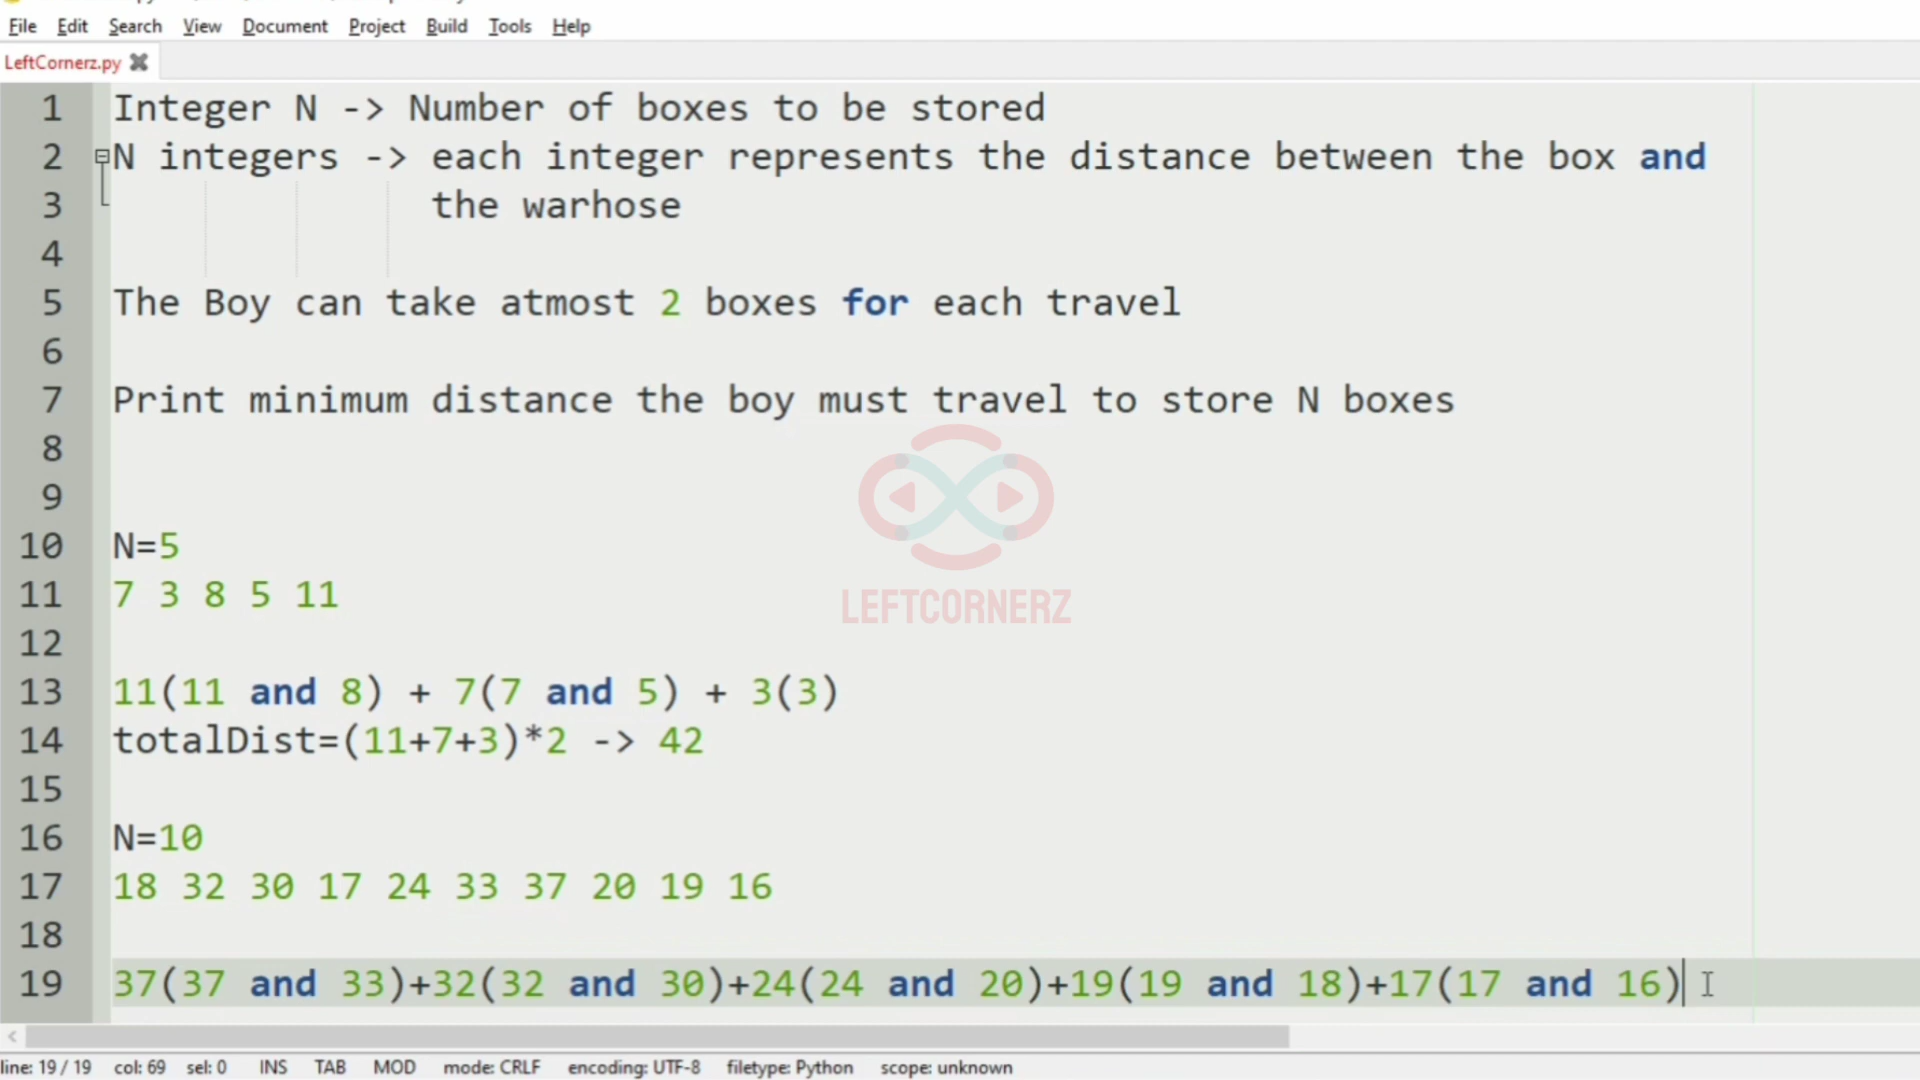 File Edit Search View Document Project Build Tools Help
LeftCornerz.py
1 Integer N -> Number of boxes to be stored
2 N integers -> each integer represents the distance between the box and
3 the warhose
4
5 The Boy can take atmost 2 boxes for each travel
6
7 Print minimum distance the boy must travel to store N boxes
8
9
10 N=5
11 7 3 8 5 11
12
13 11(11 and 8) + 7(7 and 5) + 3(3)
14 totalDist=(11+7+3)*2 -> 42
15
16 N=10
17 18 32 30 17 24 33 37 20 19 16
18
19 37(37 and 33)+32(32 and 30)+24(24 and 20)+19(19 and 18)+17(17 and 16)
LEFTCORNERZ
line: 19 / 19 col: 69 sel: 0 INS TAB MOD mode: CRLF encoding: UTF-8 filetype: Python scope: unknown